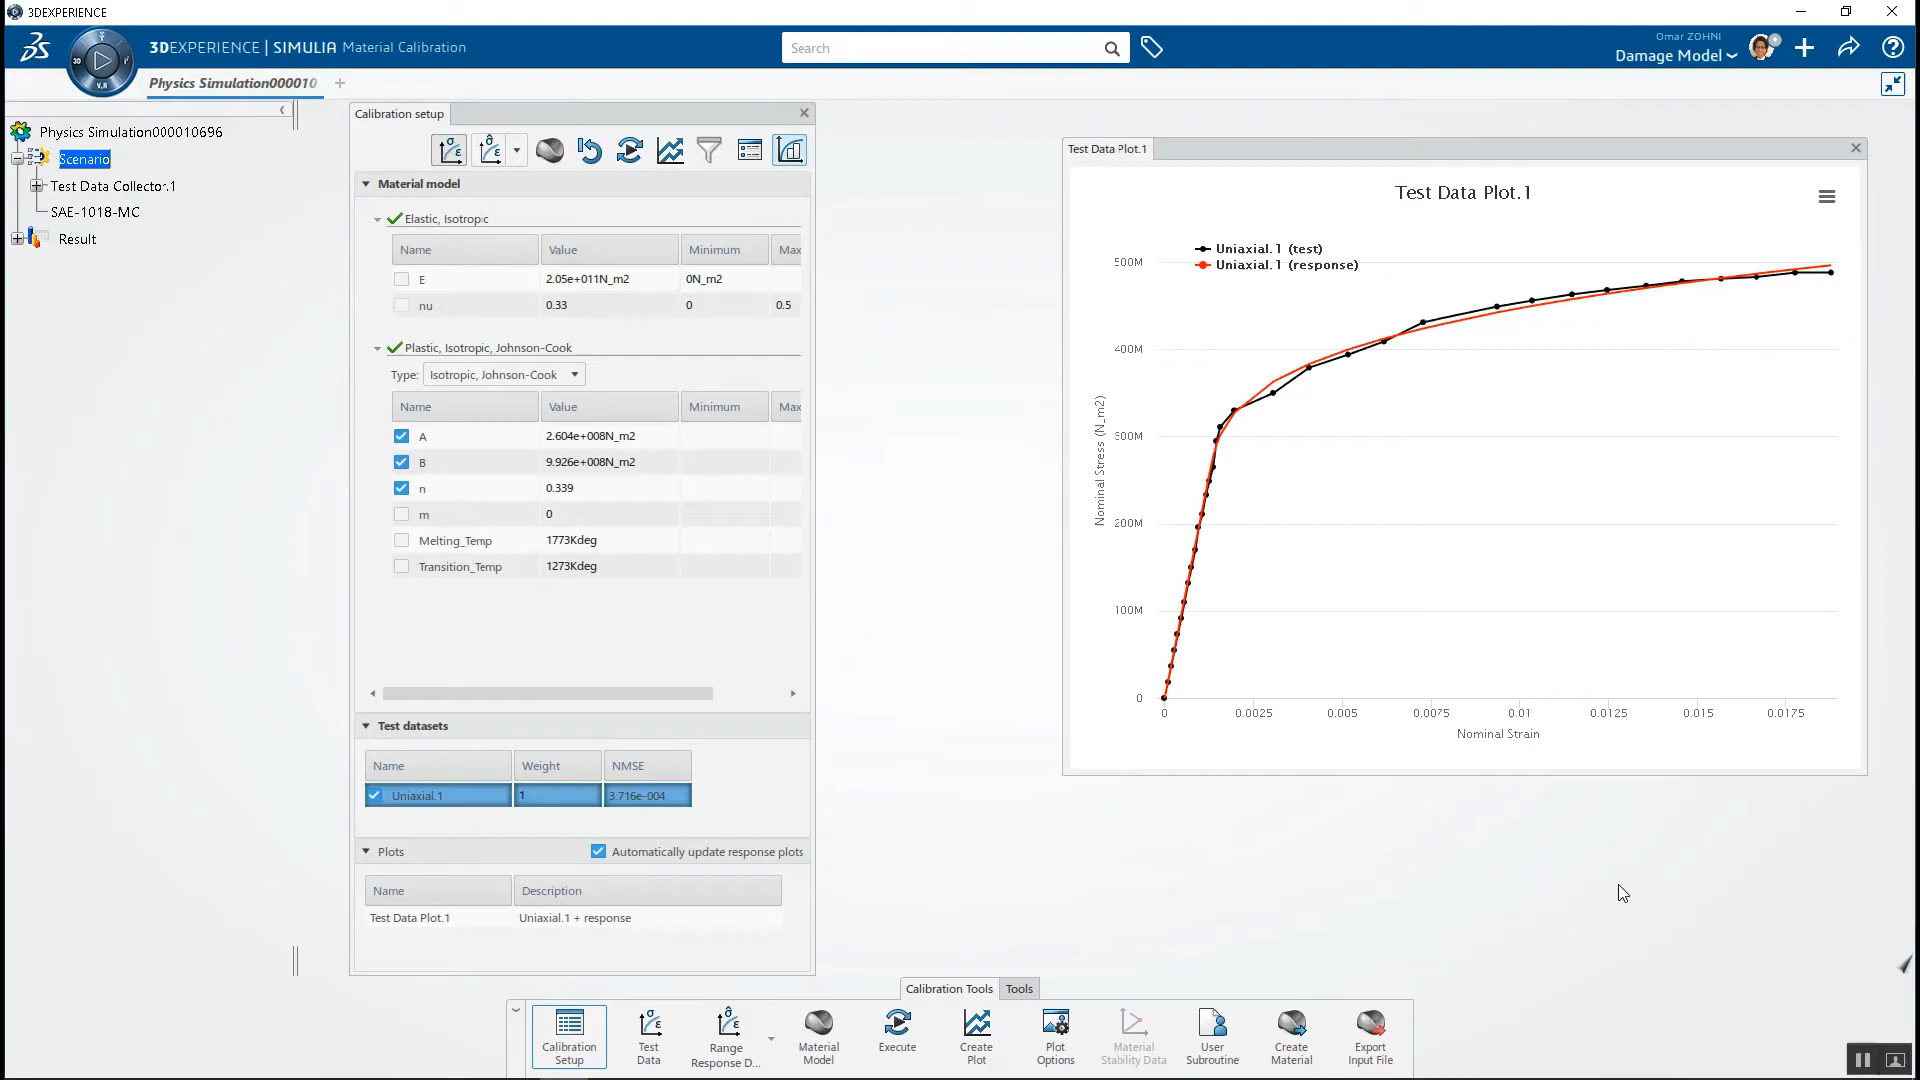 3DEXPERIENCE
3DEXPERIENCE | SIMULIA Material Calibration
Search
Omar ZOHNI
Damage Model
3D
V.R
Physics Simulation000010
Physics Simulation000010696
Scenario
Test Data Collector.1
SAE-1018-MC
Result
Calibration setup
Material model
Elastic, Isotropic
Name Value Minimum Max
E 2.05e+011N_m2 0N_m2
nu 0.33 0 0.5
Plastic, Isotropic, Johnson-Cook
Type: Isotropic, Johnson-Cook
Name Value Minimum Max
A 2.604e+008N_m2
B 9.926e+008N_m2
n 0.339
m 0
Melting_Temp 1773Kdeg
Transition_Temp 1273Kdeg
Test datasets
Name Weight NMSE
Uniaxial.1 1 3.716e-004
Plots Automatically update response plots
Name Description
Test Data Plot.1 Uniaxial.1 + response
Test Data Plot.1
Test Data Plot.1
Uniaxial.1 (test)
Uniaxial.1 (response)
Nominal Stress (N_m2)
500M
400M
300M
200M
100M
0
0 0.0025 0.005 0.0075 0.01 0.0125 0.015 0.0175
Nominal Strain
Calibration Tools Tools
Calibration Setup
Test Data
Range Response D...
Material Model
Execute
Create Plot
Plot Options
Material Stability Data
User Subroutine
Create Material
Export Input File